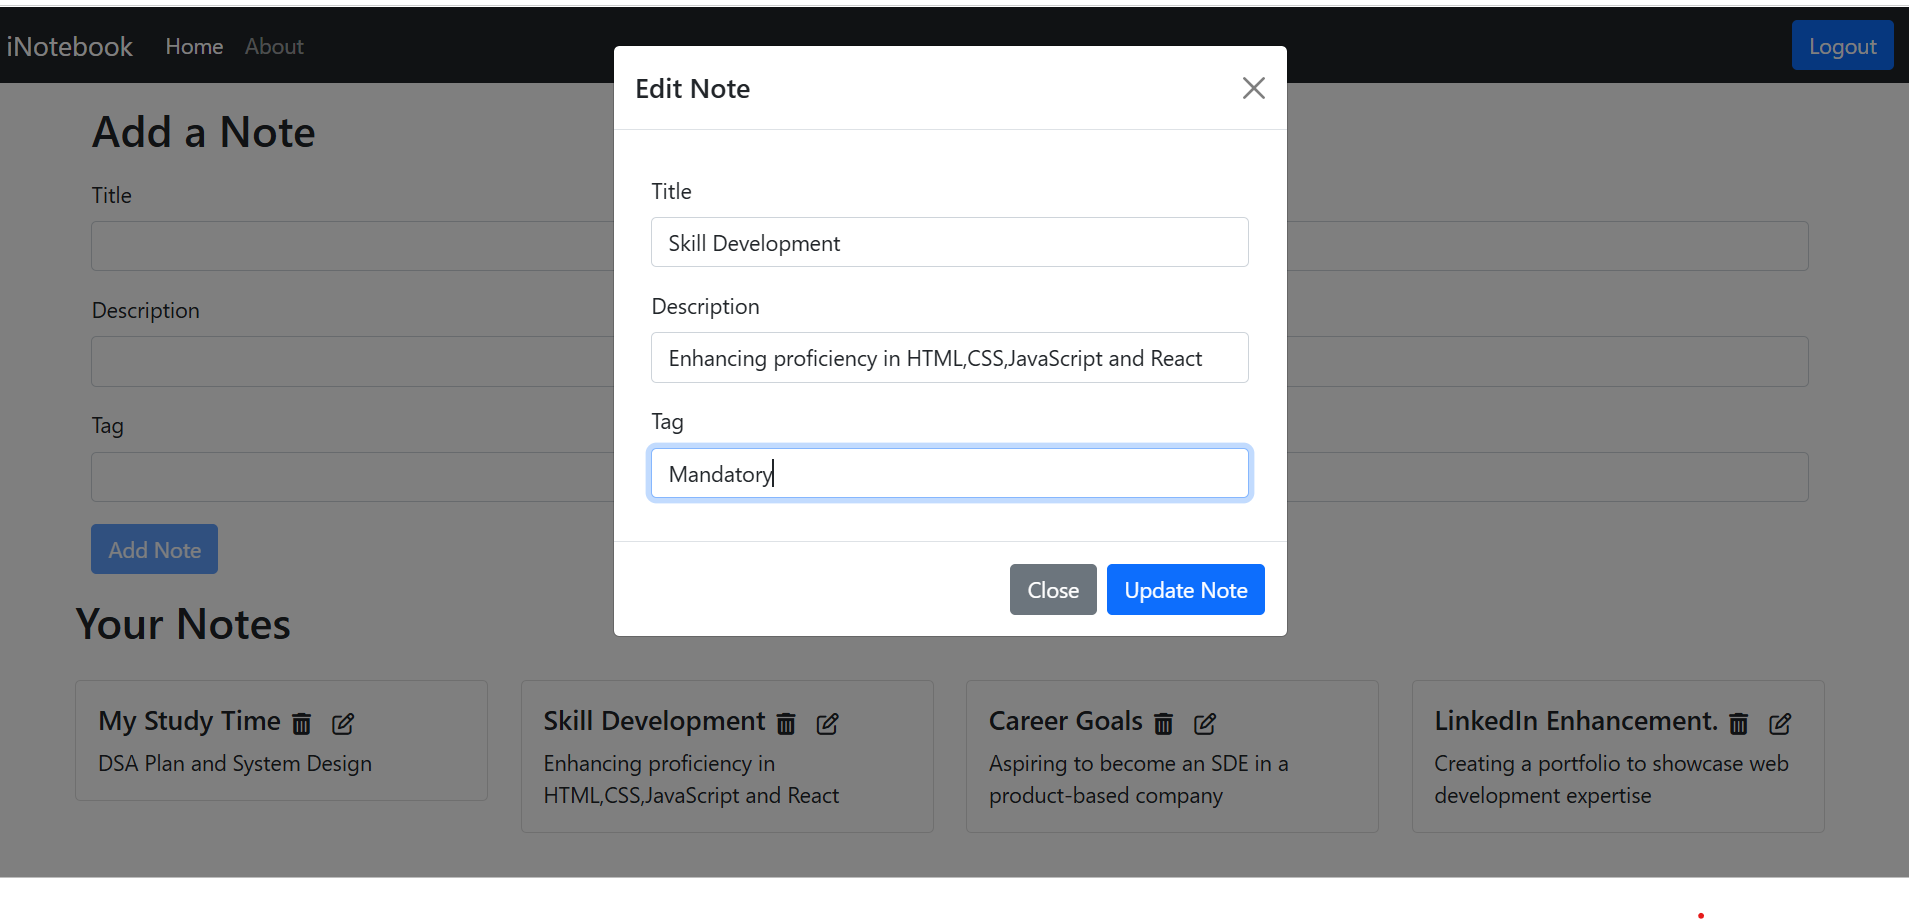 iNotebook Home About Logout
Edit Note
Title
Skill Development
Description
Enhancing proficiency in HTML,CSS,JavaScript and React
Tag
Mandatory
Close Update Note
Add a Note
Title
Description
Tag
Add Note
Your Notes
My Study Time
DSA Plan and System Design
Skill Development
Enhancing proficiency in
HTML,CSS,JavaScript and React
Career Goals
Aspiring to become an SDE in a
product-based company
LinkedIn Enhancement.
Creating a portfolio to showcase web
development expertise